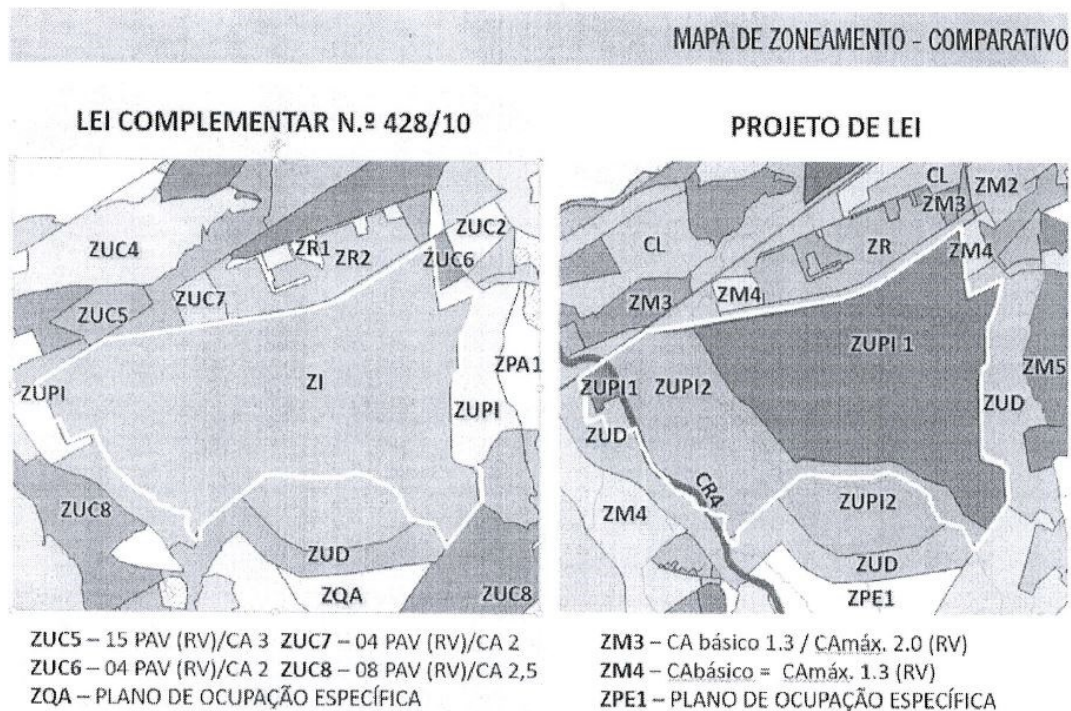 MAPA DE ZONEAMENTO - COMPARATIVO
LEI COMPLEMENTAR N.º 428/10
ZUC4
ZR1
ZR2
ZUC2
ZUC6
ZUC7
ZUC5
ZI
ZPA1
ZUPI
ZUPI
ZUC8
ZUD
ZQA
ZUC8
ZUC5 – 15 PAV (RV)/CA 3 ZUC7 – 04 PAV (RV)/CA 2
ZUC6 – 04 PAV (RV)/CA 2 ZUC8 – 08 PAV (RV)/CA 2,5
ZQA – PLANO DE OCUPAÇÃO ESPECÍFICA
PROJETO DE LEI
CL
ZM2
ZM3
CL
ZR
ZM4
ZM3
ZM4
ZUPI 1
ZM5
ZUPI1
ZUPI2
ZUD
ZUD
CR4
ZM4
ZUPI2
ZUD
ZPE1
ZM3 – CA básico 1.3 / CAmáx. 2.0 (RV)
ZM4 – CAbásico = CAmáx. 1.3 (RV)
ZPE1 – PLANO DE OCUPAÇÃO ESPECÍFICA